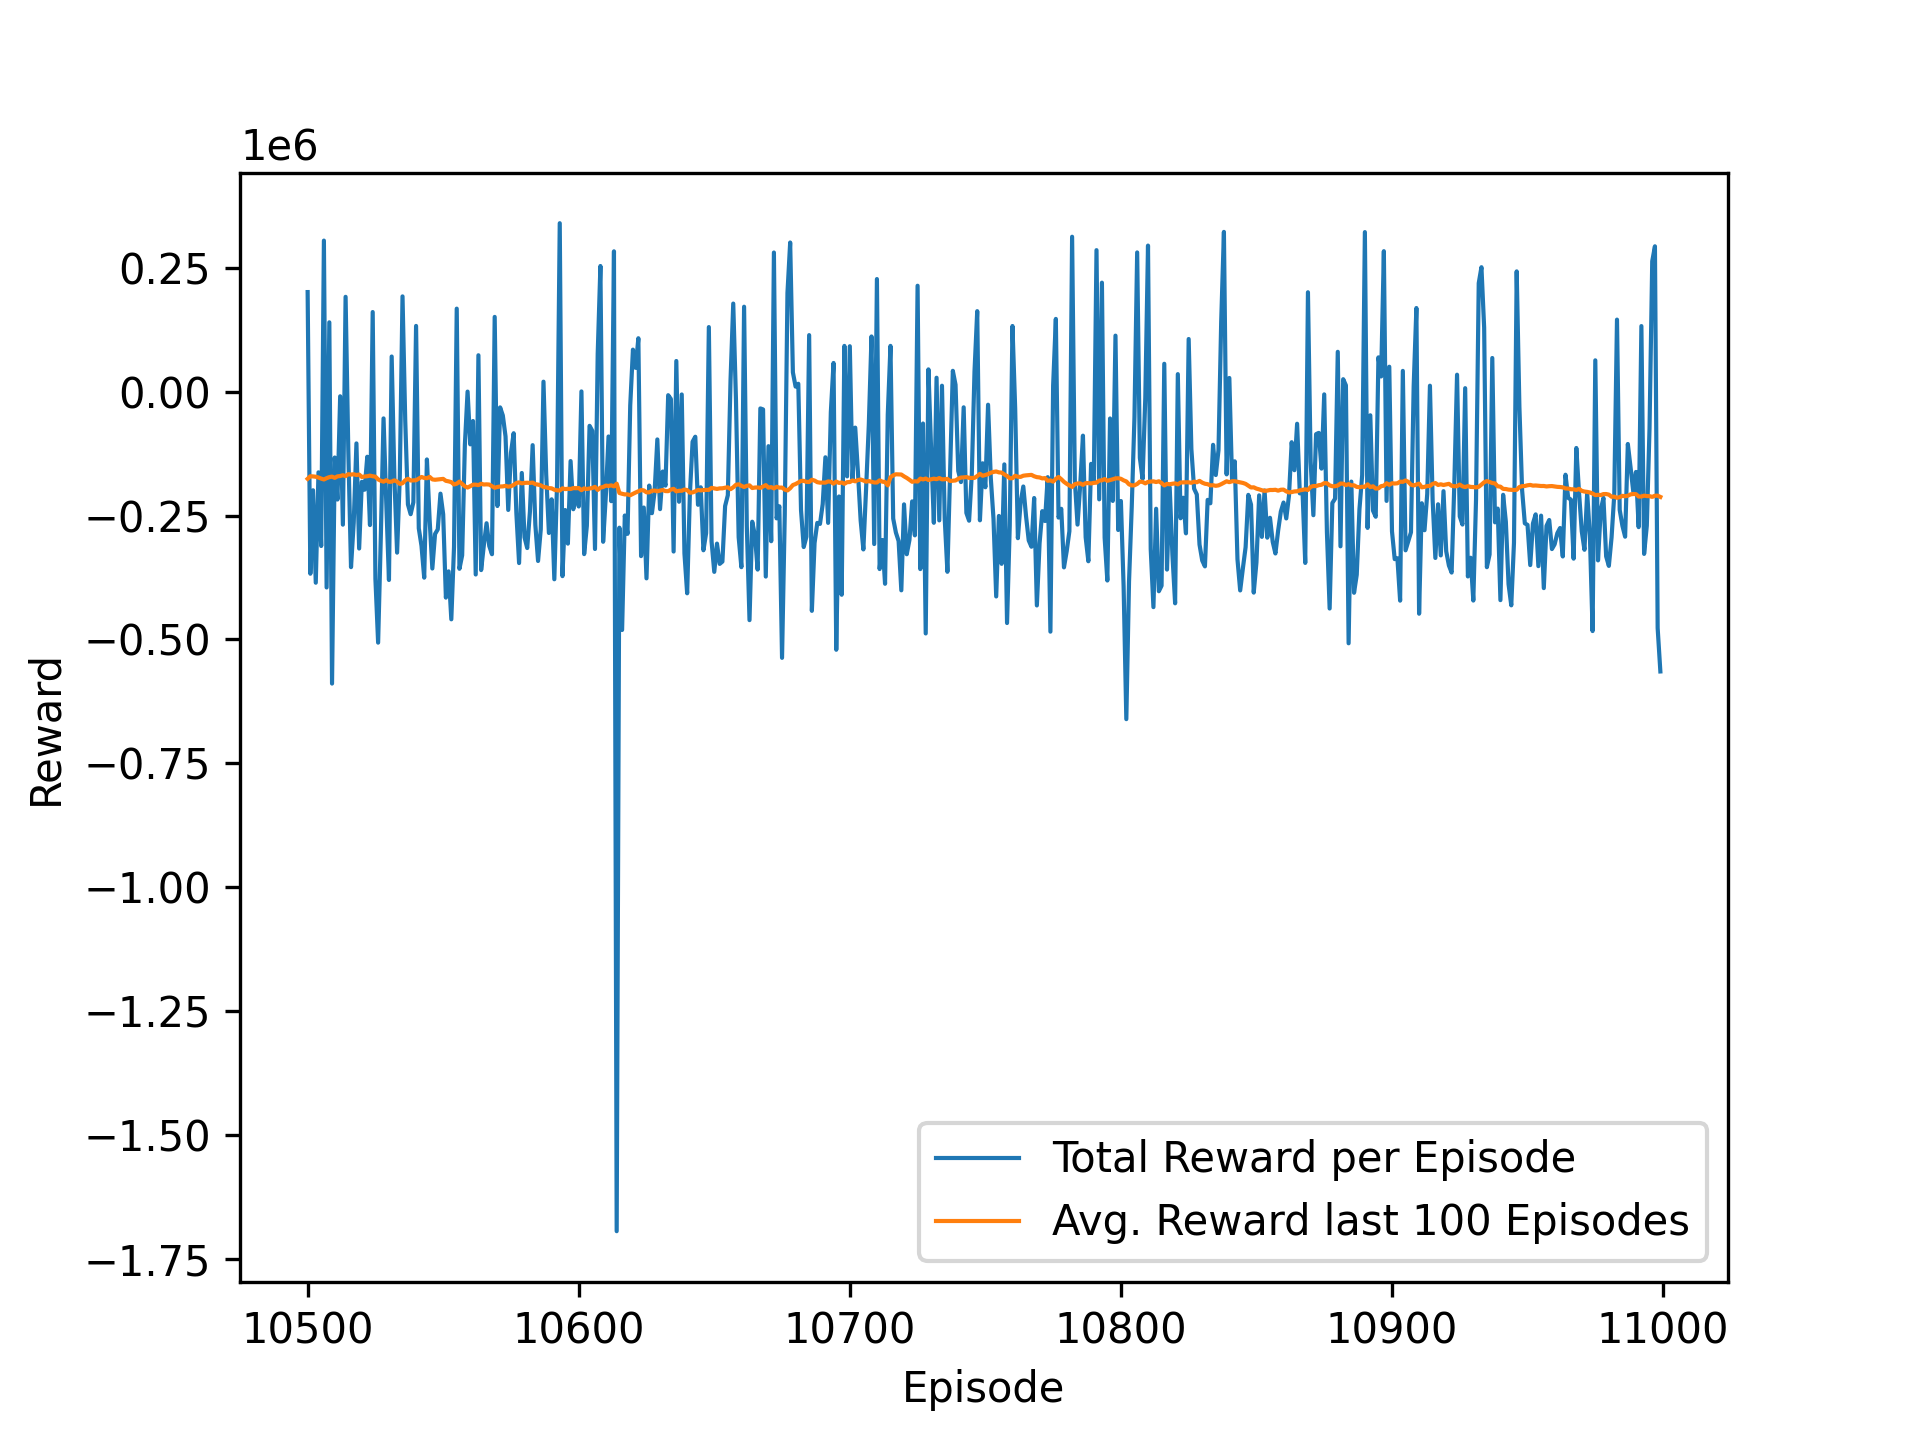 1e6
0.25
0.00
−0.25
−0.50
−0.75
−1.00
−1.25
−1.50
−1.75
Reward
10500 10600 10700 10800 10900 11000
Episode
Total Reward per Episode
Avg. Reward last 100 Episodes